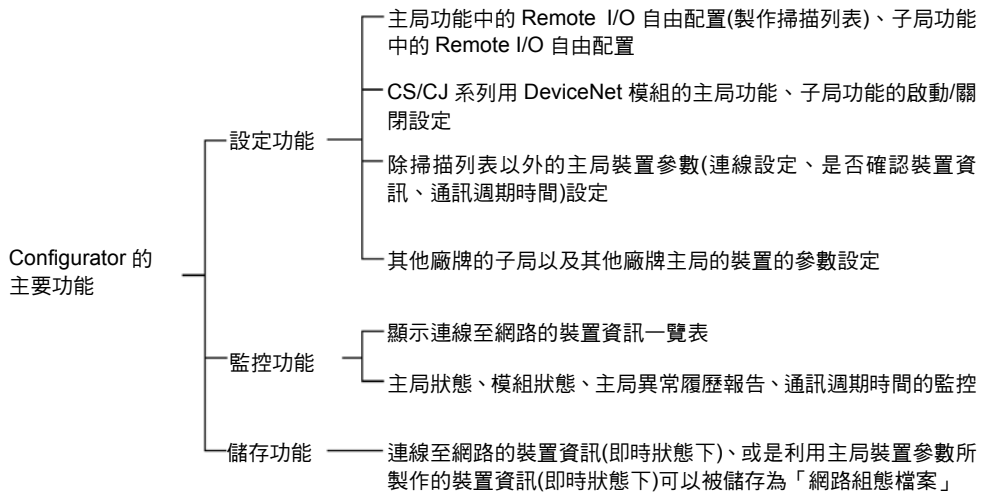 主局功能中的 Remote I/O 自由配置(製作掃描列表)、子局功能
中的 Remote I/O 自由配置
CS/CJ 系列用 DeviceNet 模組的主局功能、子局功能的啟動/關
閉設定
設定功能
除掃描列表以外的主局裝置參數(連線設定、是否確認裝置資
訊、通訊週期時間)設定
Configurator 的
主要功能
其他廠牌的子局以及其他廠牌主局的裝置的參數設定
顯示連線至網路的裝置資訊一覽表
監控功能
主局狀態、模組狀態、主局異常履歷報告、通訊週期時間的監控
儲存功能
連線至網路的裝置資訊(即時狀態下)、或是利用主局裝置參數所
製作的裝置資訊(即時狀態下)可以被儲存為「網路組態檔案」